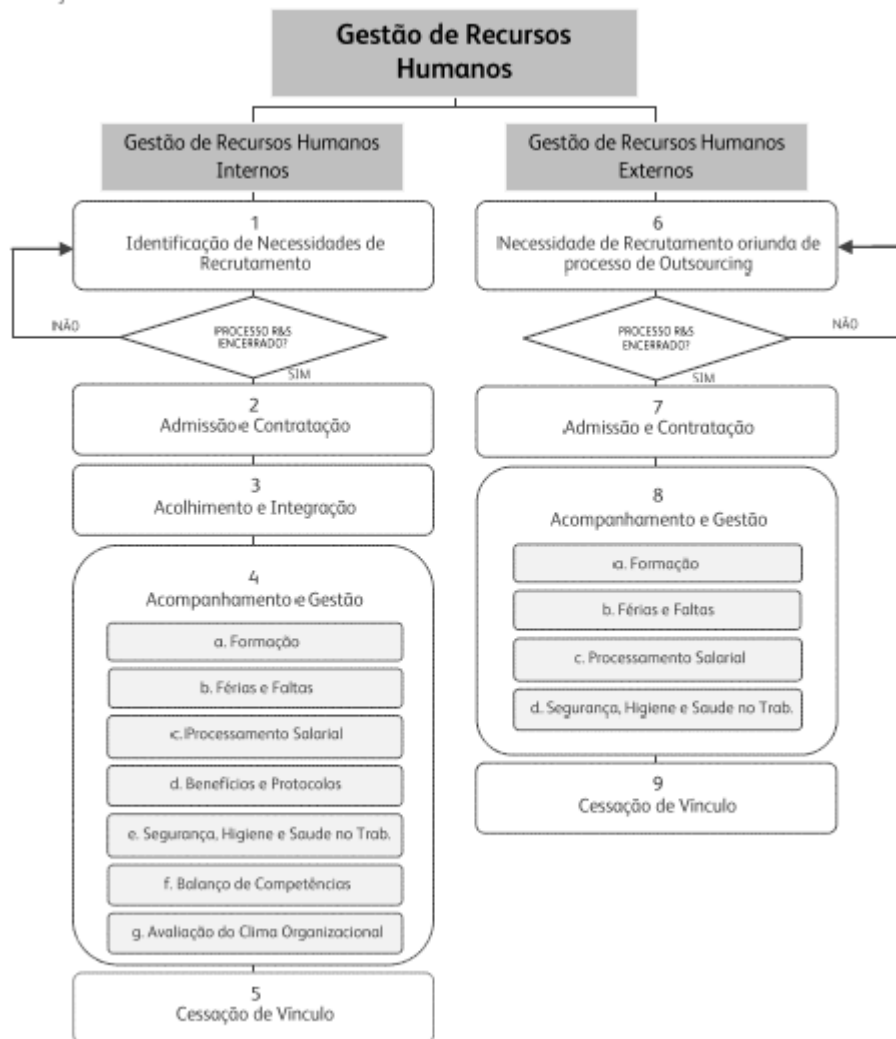 Gestão de Recursos
Humanos
Gestão de Recursos Humanos
Internos
1
Identificação de Necessidades de
Recrutamento
NÃO
PROCESSO R&S
ENCERRADO?
SIM
2
Admissão e Contratação
3
Acolhimento e Integração
4
Acompanhamento e Gestão
a. Formação
b. Férias e Faltas
c. Processamento Salarial
d. Benefícios e Protocolos
e. Segurança, Higiene e Saude no Trab.
f. Balanço de Competências
g. Avaliação do Clima Organizacional
5
Cessação de Vínculo
Gestão de Recursos Humanos
Externos
6
Necessidade de Recrutamento oriunda de
processo de Outsourcing
PROCESSO R&S
ENCERRADO?
NÃO
SIM
7
Admissão e Contratação
8
Acompanhamento e Gestão
a. Formação
b. Férias e Faltas
c. Processamento Salarial
d. Segurança, Higiene e Saude no Trab.
9
Cessação de Vínculo